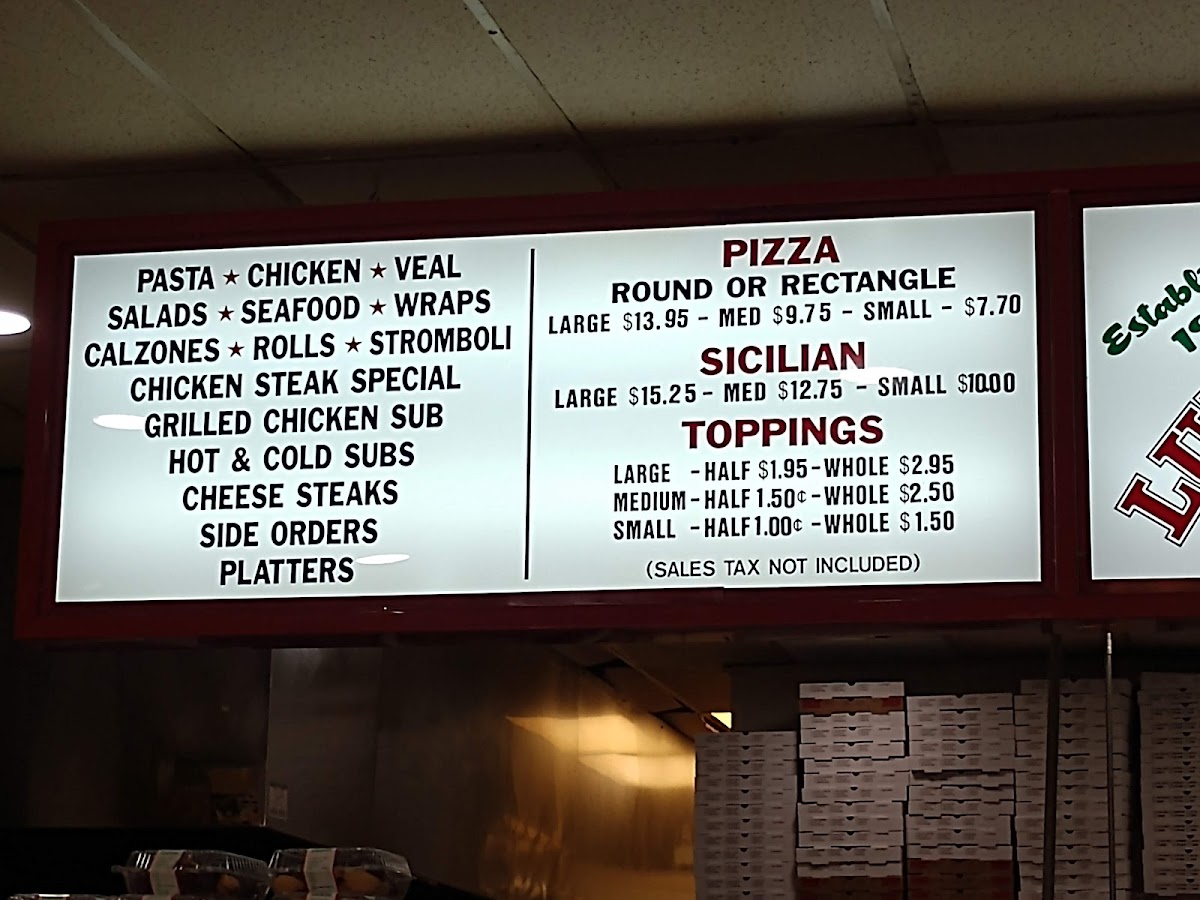 PASTA ★ CHICKEN ★ VEAL
SALADS ★ SEAFOOD ★ WRAPS
CALZONES ★ ROLLS ★ STROMBOLI
CHICKEN STEAK SPECIAL
GRILLED CHICKEN SUB
HOT & COLD SUBS
CHEESE STEAKS
SIDE ORDERS
PLATTERS
PIZZA
ROUND OR RECTANGLE
LARGE $13.95 - MED $9.75 - SMALL - $7.70
SICILIAN
LARGE $15.25 - MED $12.75 - SMALL $10.00
TOPPINGS
LARGE - HALF $1.95 - WHOLE $2.95
MEDIUM - HALF 1.50¢ - WHOLE $2.50
SMALL - HALF 1.00¢ - WHOLE $1.50
(SALES TAX NOT INCLUDED)